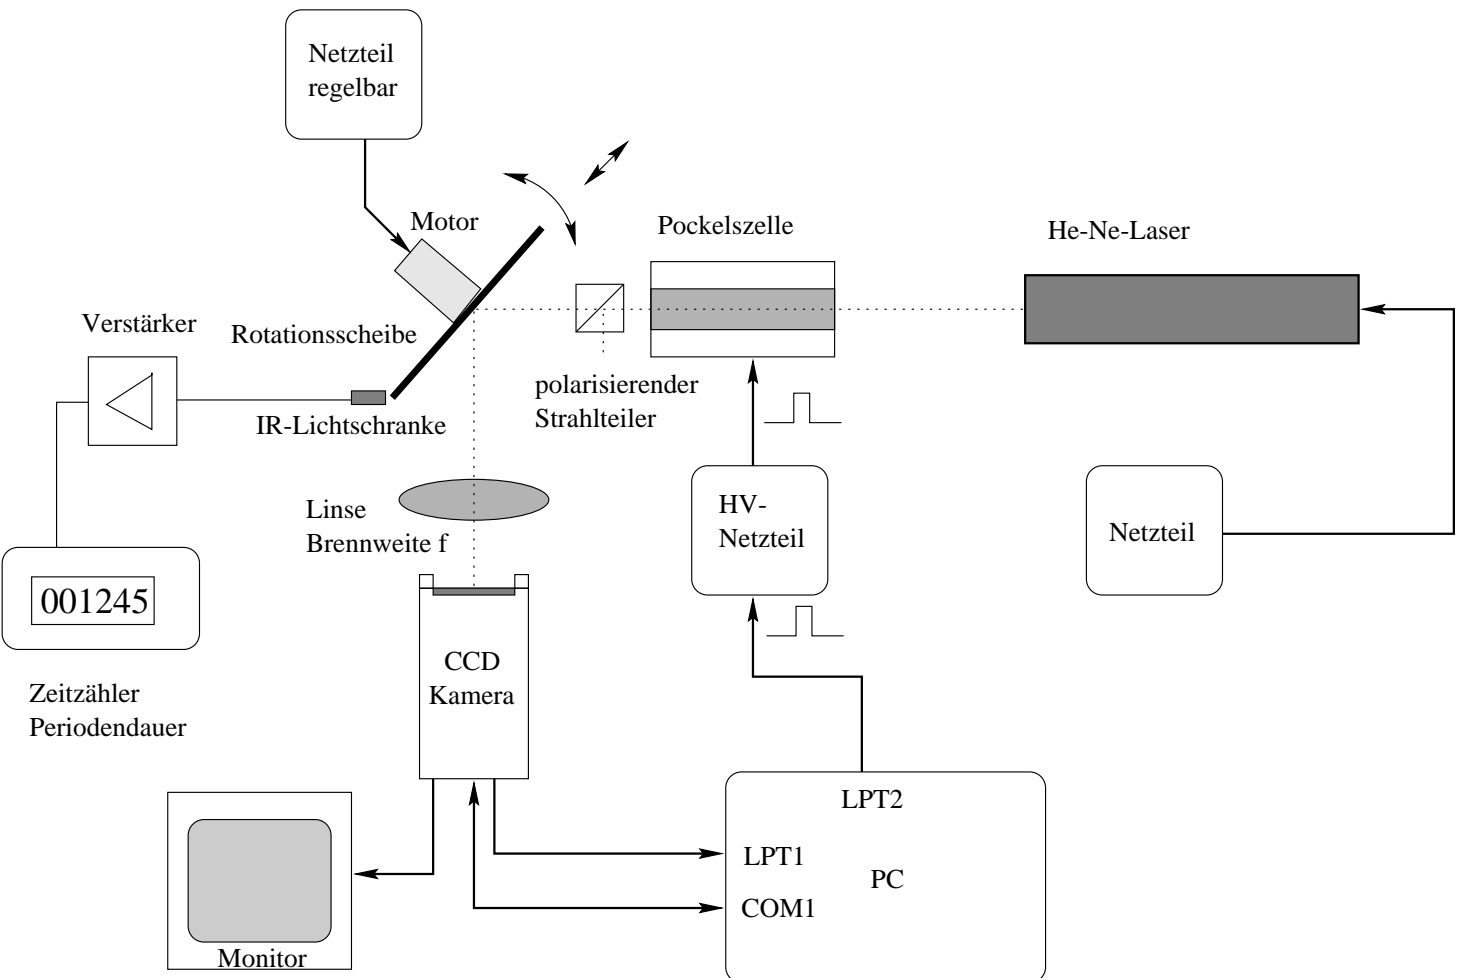 Netzteil
regelbar
Motor
Pockelszelle
He-Ne-Laser
Verstärker
Rotationsscheibe
polarisierender
Strahlteiler
IR-Lichtschranke
Linse
Brennweite f
HV-
Netzteil
Netzteil
001245
CCD
Kamera
Zeitzähler
Periodendauer
LPT2
LPT1
PC
COM1
Monitor